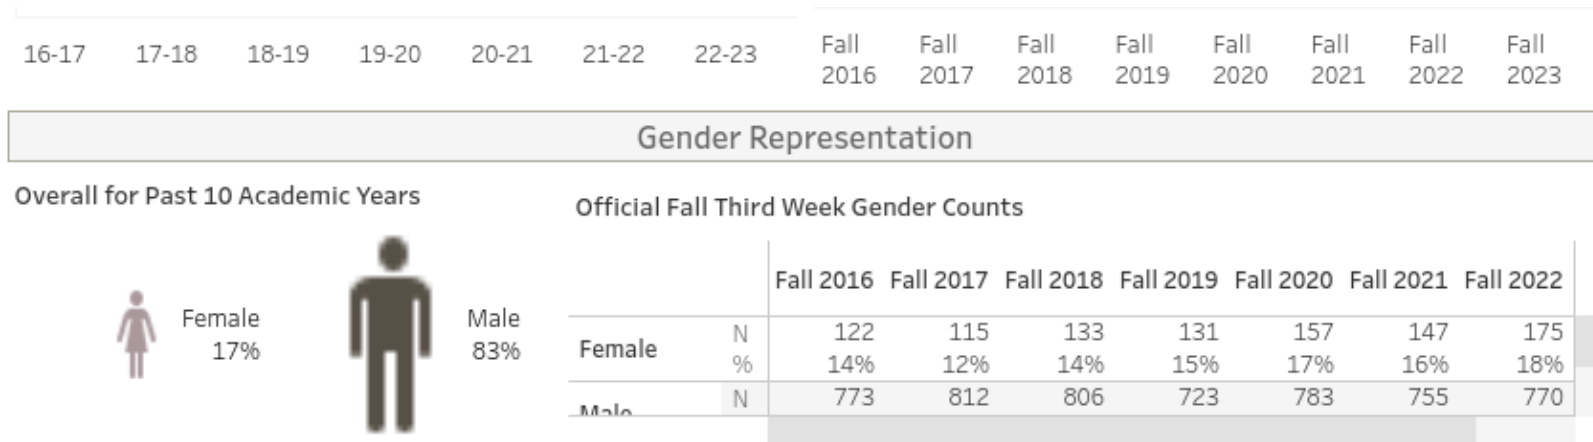 16-17 17-18 18-19 19-20 20-21 21-22 22-23
Fall 2016 Fall 2017 Fall 2018 Fall 2019 Fall 2020 Fall 2021 Fall 2022 Fall 2023
Gender Representation
Overall for Past 10 Academic Years
Female
17%
Male
83%
Official Fall Third Week Gender Counts
Fall 2016 Fall 2017 Fall 2018 Fall 2019 Fall 2020 Fall 2021 Fall 2022
Female N 122 115 133 131 157 147 175
% 14% 12% 14% 15% 17% 16% 18%
Male N 773 812 806 723 783 755 770